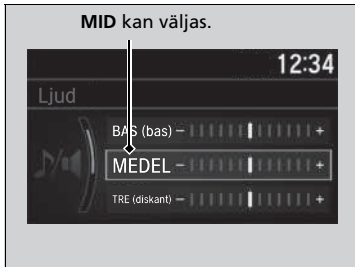 MID kan väljas.
12:34
Ljud
BAS (bas) – +
MEDEL – +
TRE (diskant) – +